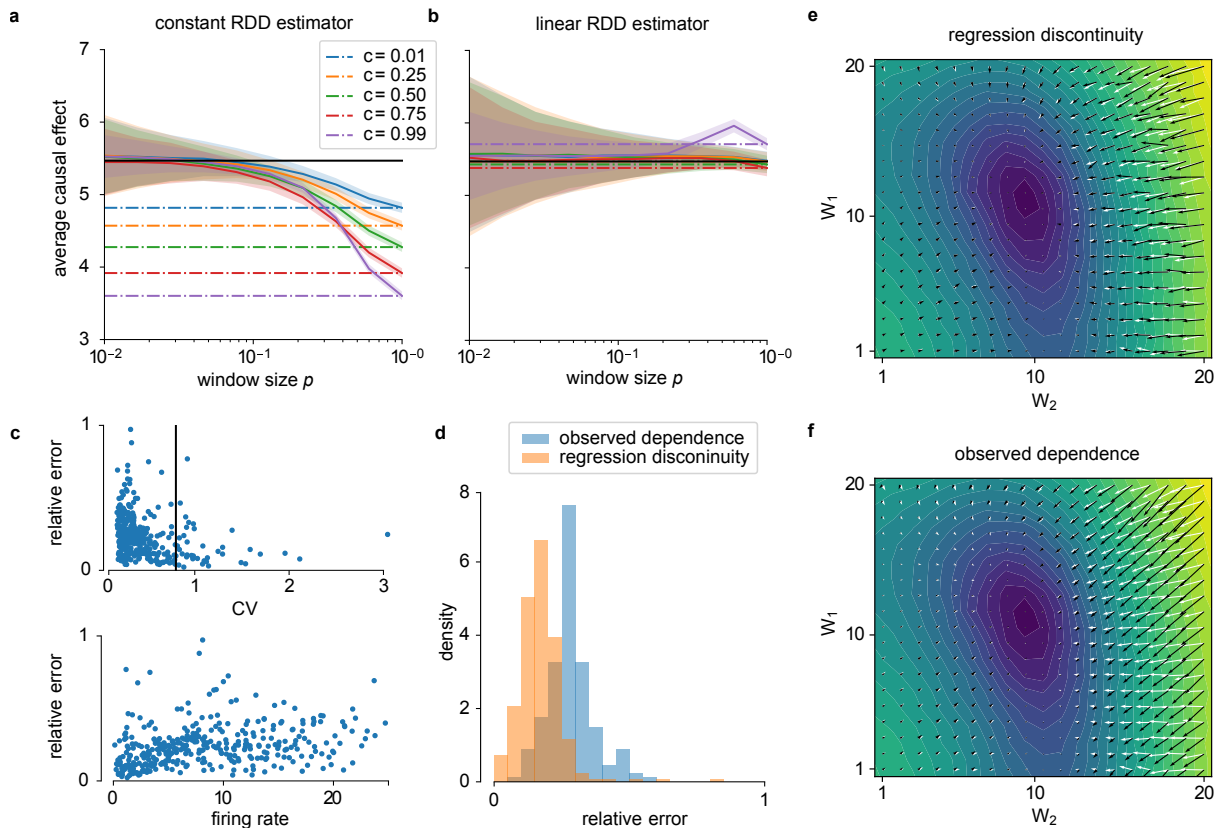 a
constant RDD estimator
average causal effect
7
6
5
4
3
c = 0.01
c = 0.25
c = 0.50
c = 0.75
c = 0.99
10−2
10−1
10−0
window size p
b
linear RDD estimator
10−2
10−1
10−0
window size p
c
relative error
1
0
0
1
2
3
CV
relative error
1
0
0
10
20
firing rate
d
observed dependence
regression disconinuity
density
8
6
4
2
0
0
1
relative error
e
regression discontinuity
W1
20
10
1
1
10
20
W2
f
observed dependence
W1
20
10
1
1
10
20
W2